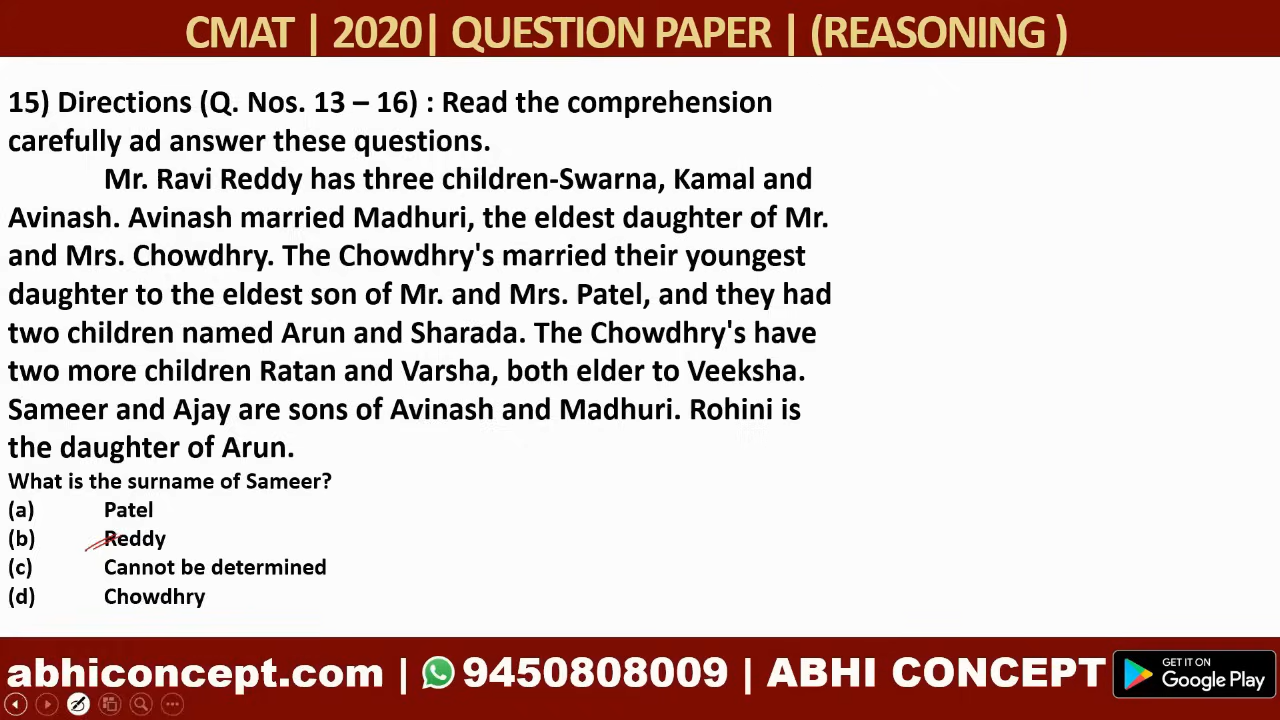 CMAT | 2020| QUESTION PAPER | (REASONING )
15) Directions (Q. Nos. 13 – 16) : Read the comprehension
carefully ad answer these questions.
Mr. Ravi Reddy has three children-Swarna, Kamal and
Avinash. Avinash married Madhuri, the eldest daughter of Mr.
and Mrs. Chowdhry. The Chowdhry's married their youngest
daughter to the eldest son of Mr. and Mrs. Patel, and they had
two children named Arun and Sharada. The Chowdhry's have
two more children Ratan and Varsha, both elder to Veeksha.
Sameer and Ajay are sons of Avinash and Madhuri. Rohini is
the daughter of Arun.
What is the surname of Sameer?
(a) Patel
(b) Reddy
(c) Cannot be determined
(d) Chowdhry
abhiconcept.com | 9450808009 | ABHI CONCEPT
GET IT ON
Google Play